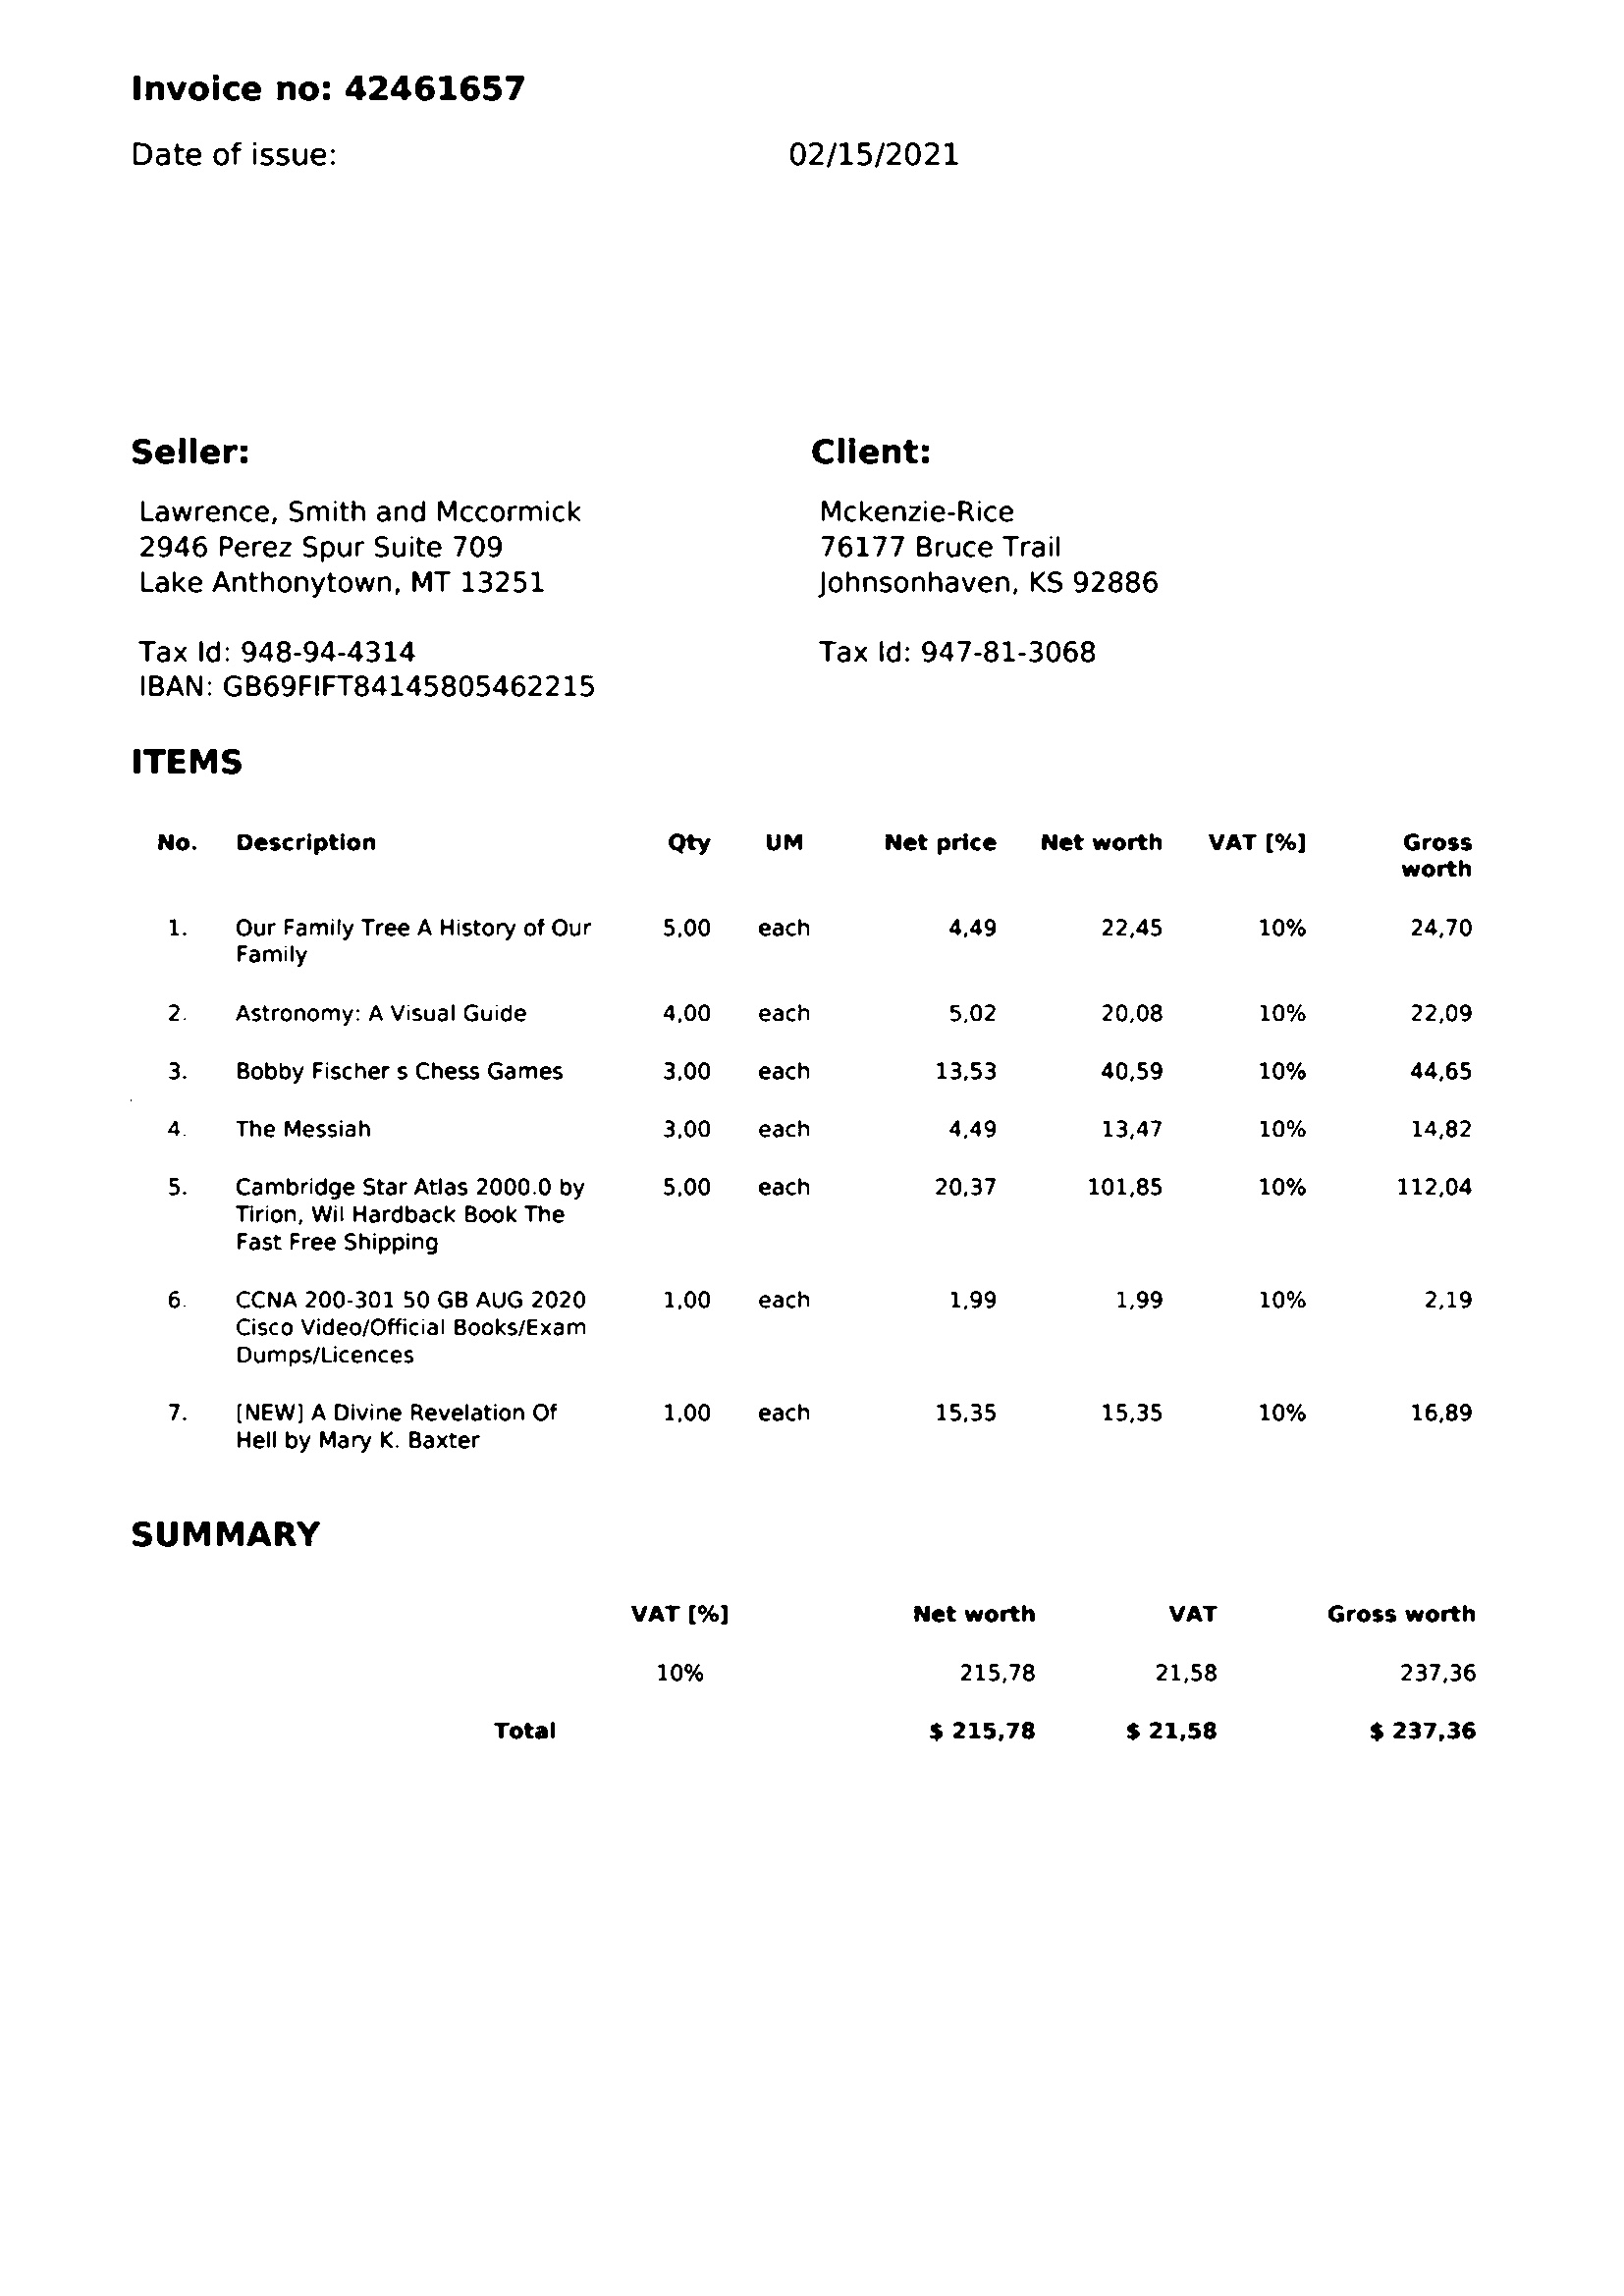 Invoice no: 42461657
Date of issue: 02/15/2021
Seller: Client:
Lawrence, Smith and Mccormick Mckenzie-Rice
2946 Perez Spur Suite 709 76177 Bruce Trail
Lake Anthonytown, MT 13251 Johnsonhaven, KS 92886
Tax Id: 948-94-4314 Tax Id: 947-81-3068
IBAN: GB69FIFT84145805462215
ITEMS
No. Description Qty UM Net price Net worth VAT [%] Gross
worth
1. Our Family Tree A History of Our 5,00 each 4,49 22,45 10% 24,70
Family
2. Astronomy: A Visual Guide 4,00 each 5,02 20,08 10% 22,09
3. Bobby Fischer s Chess Games 3,00 each 13,53 40,59 10% 44,65
4. The Messiah 3,00 each 4,49 13,47 10% 14,82
5. Cambridge Star Atlas 2000.0 by 5,00 each 20,37 101,85 10% 112,04
Tirion, Wil Hardback Book The
Fast Free Shipping
6. CCNA 200-301 50 GB AUG 2020 1,00 each 1,99 1,99 10% 2,19
Cisco Video/Official Books/Exam
Dumps/Licences
7. [NEW] A Divine Revelation Of 1,00 each 15,35 15,35 10% 16,89
Hell by Mary K. Baxter
SUMMARY
VAT [%] Net worth VAT Gross worth
10% 215,78 21,58 237,36
Total $ 215,78 $ 21,58 $ 237,36